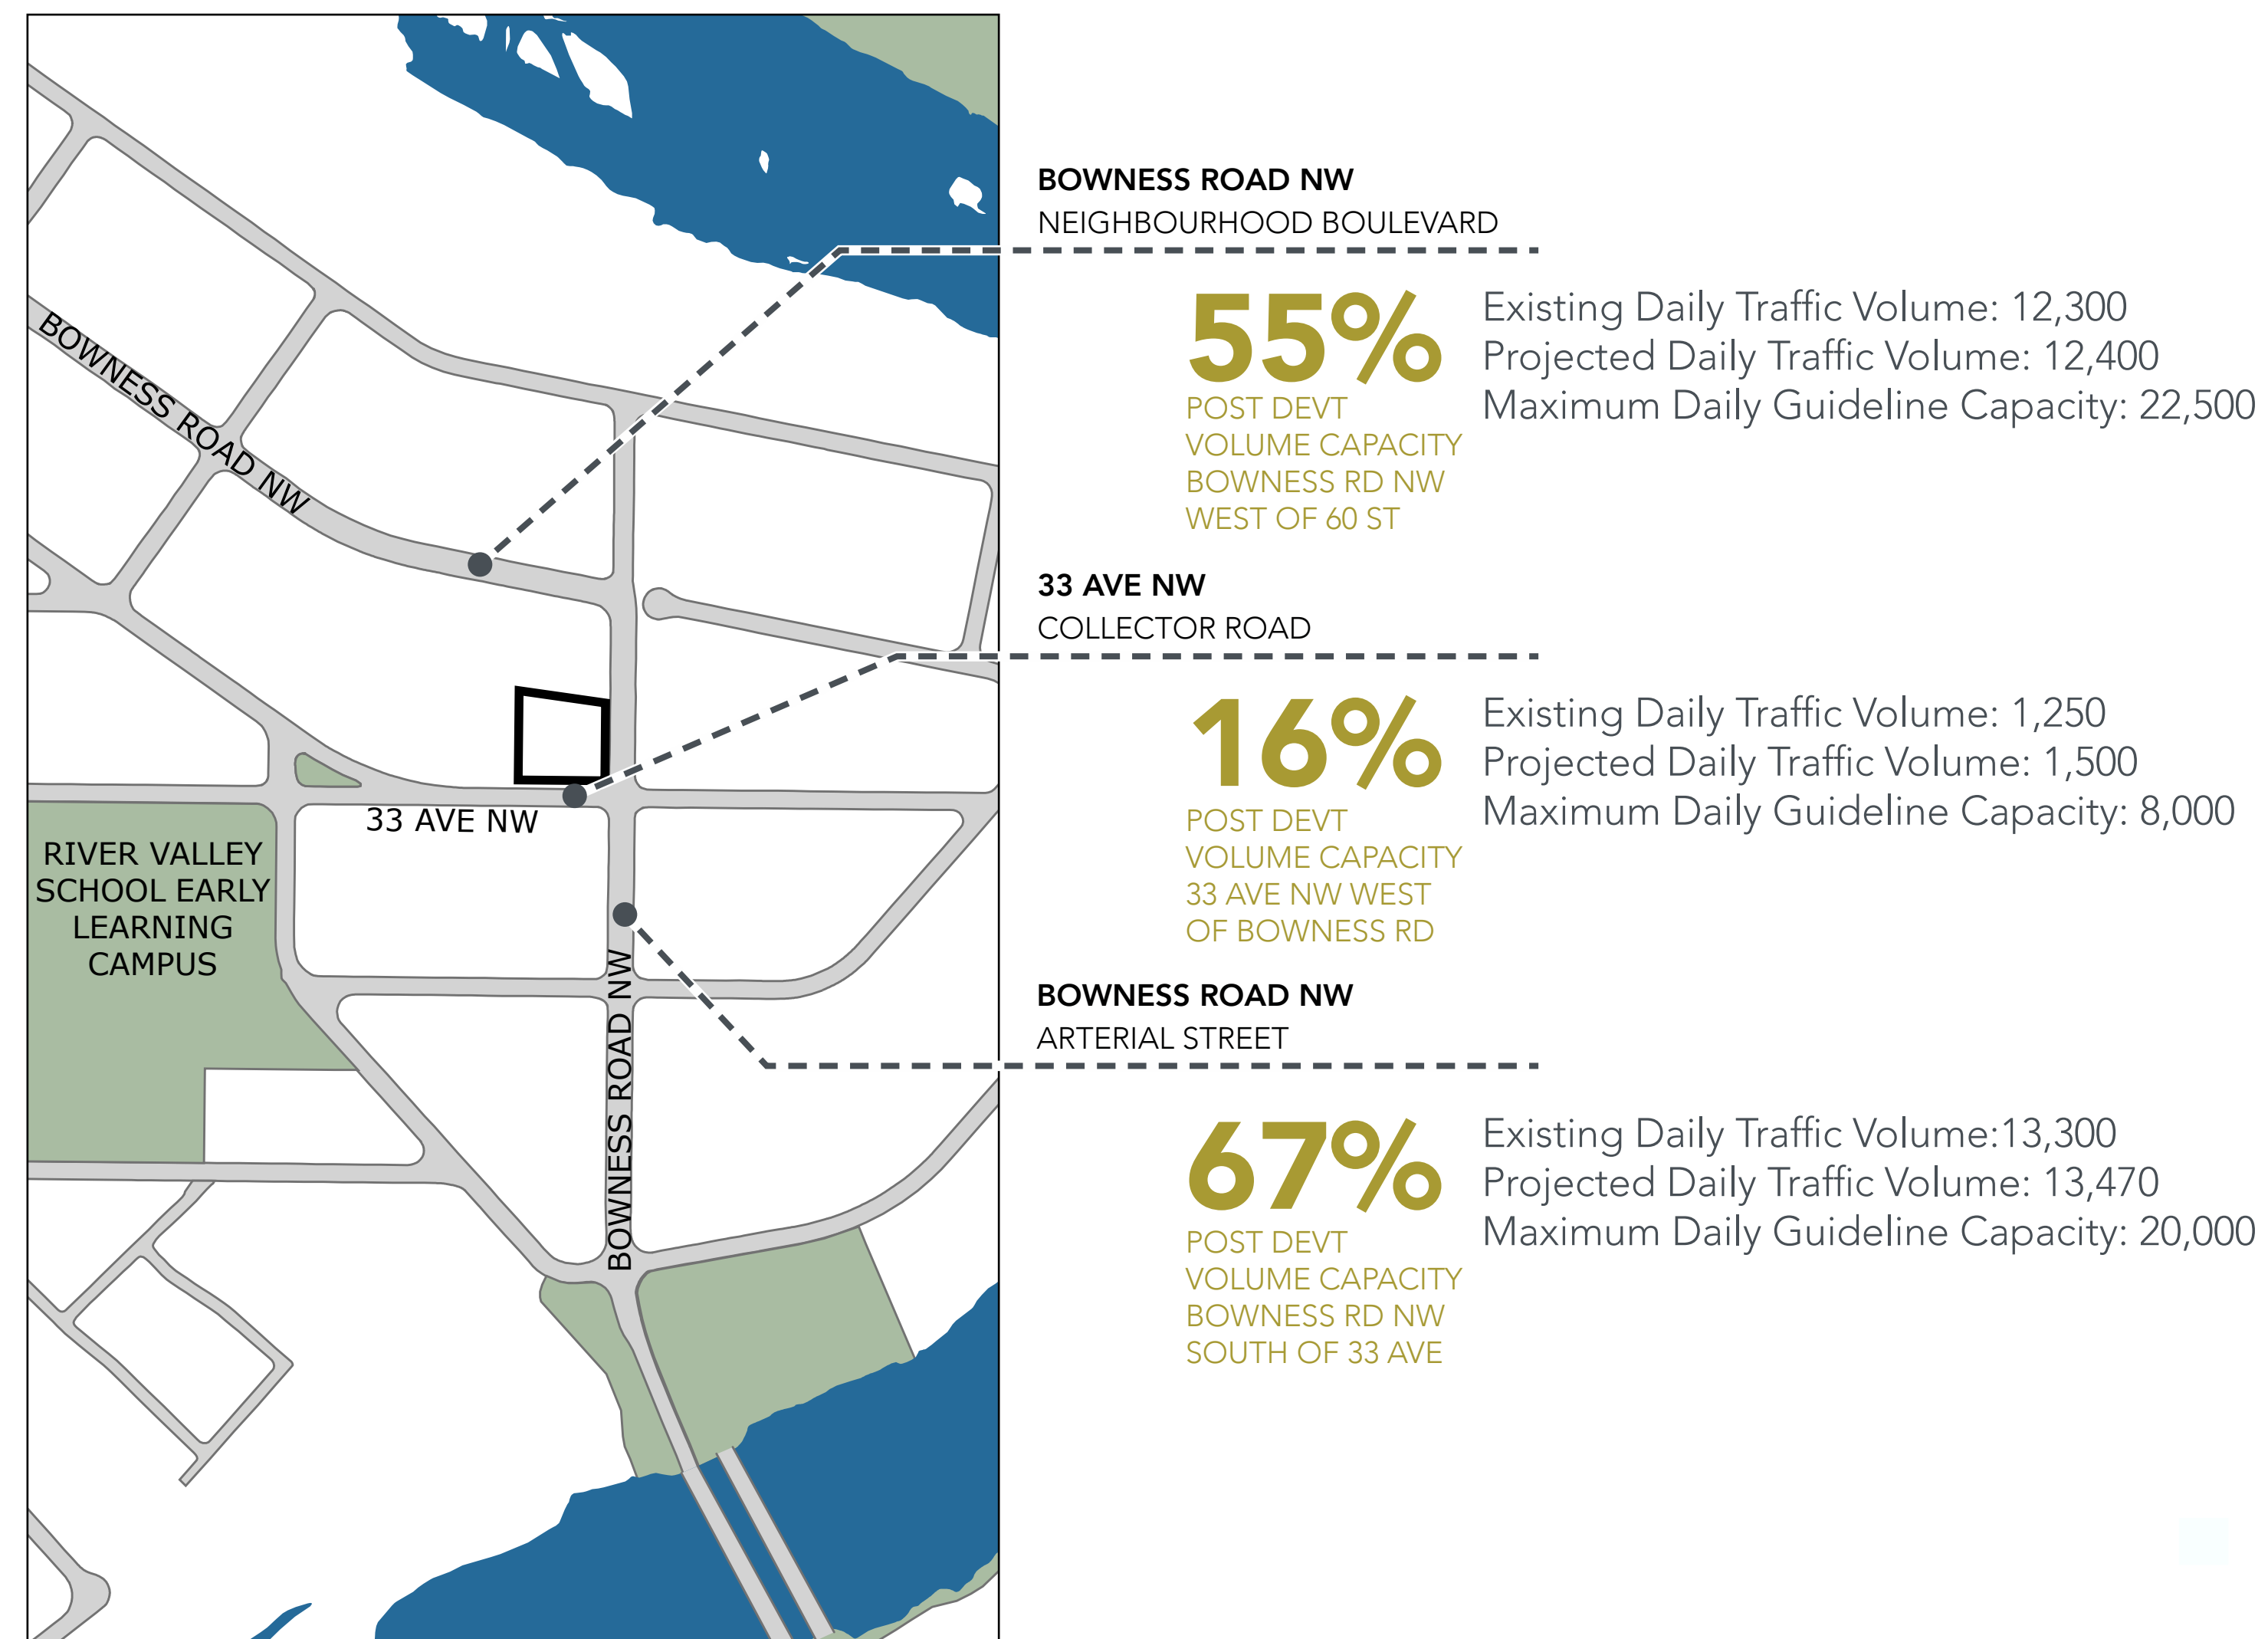 BOWNESS ROAD NW
33 AVE NW
RIVER VALLEY
SCHOOL EARLY
LEARNING
CAMPUS
BOWNESS ROAD NW
BOWNESS ROAD NW
NEIGHBOURHOOD BOULEVARD
55%
POST DEVT
VOLUME CAPACITY
BOWNESS RD NW
WEST OF 60 ST
Existing Daily Traffic Volume: 12,300
Projected Daily Traffic Volume: 12,400
Maximum Daily Guideline Capacity: 22,500
33 AVE NW
COLLECTOR ROAD
16%
POST DEVT
VOLUME CAPACITY
33 AVE NW WEST
OF BOWNESS RD
Existing Daily Traffic Volume: 1,250
Projected Daily Traffic Volume: 1,500
Maximum Daily Guideline Capacity: 8,000
BOWNESS ROAD NW
ARTERIAL STREET
67%
POST DEVT
VOLUME CAPACITY
BOWNESS RD NW
SOUTH OF 33 AVE
Existing Daily Traffic Volume:13,300
Projected Daily Traffic Volume: 13,470
Maximum Daily Guideline Capacity: 20,000